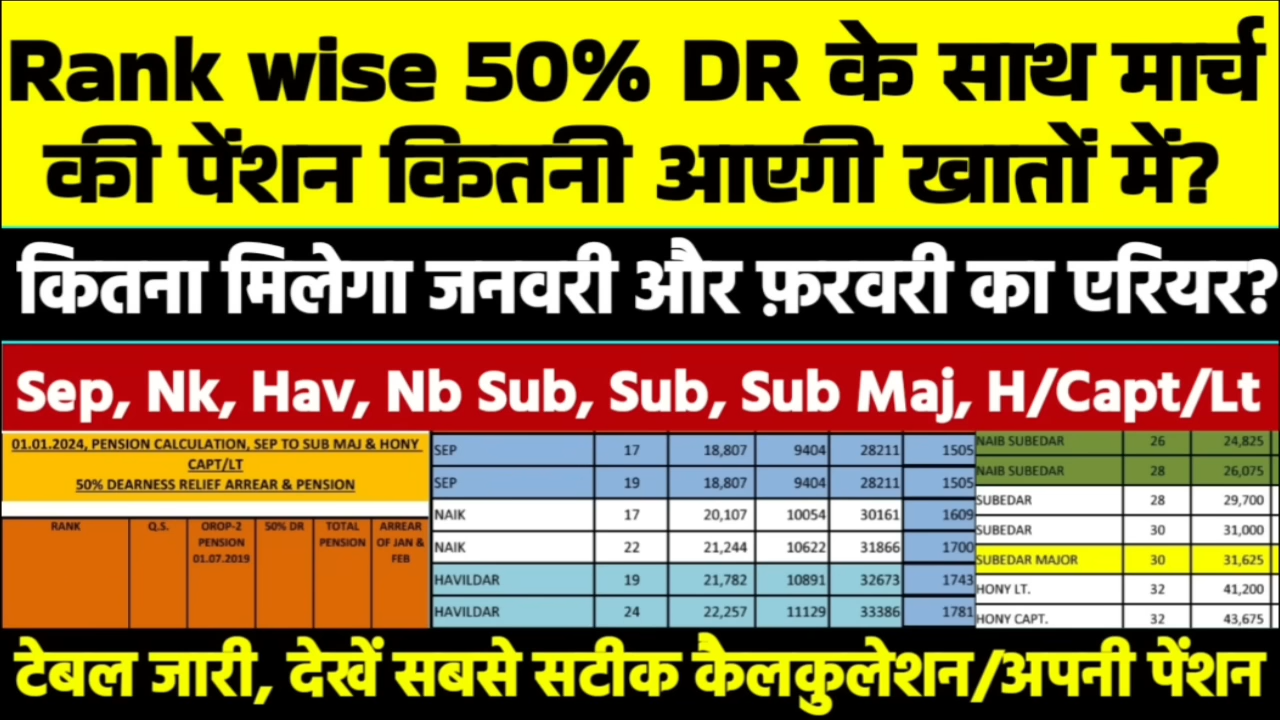 Rank wise 50% DR के साथ मार्च
की पेंशन कितनी आएगी खातों में?
कितना मिलेगा जनवरी और फ़रवरी का एरियर?
Sep, Nk, Hav, Nb Sub, Sub, Sub Maj, H/Capt/Lt
01.01.2024, PENSION CALCULATION, SEP TO SUB MAJ & HONY
CAPT/LT
50% DEARNESS RELIEF ARREAR & PENSION
RANK Q.S. OROP-2 50% DR TOTAL ARREAR
PENSION PENSION OF JAN &
01.07.2019 FEB
SEP 17 18,807 9404 28211 1505
SEP 19 18,807 9404 28211 1505
NAIK 17 20,107 10054 30161 1609
NAIK 22 21,244 10622 31866 1700
HAVILDAR 19 21,782 10891 32673 1743
HAVILDAR 24 22,257 11129 33386 1781
NAIB SUBEDAR 26 24,825
NAIB SUBEDAR 28 26,075
SUBEDAR 28 29,700
SUBEDAR 30 31,000
SUBEDAR MAJOR 30 31,625
HONY LT. 32 41,200
HONY CAPT. 32 43,675
टेबल जारी, देखें सबसे सटीक कैलकुलेशन/अपनी पेंशन